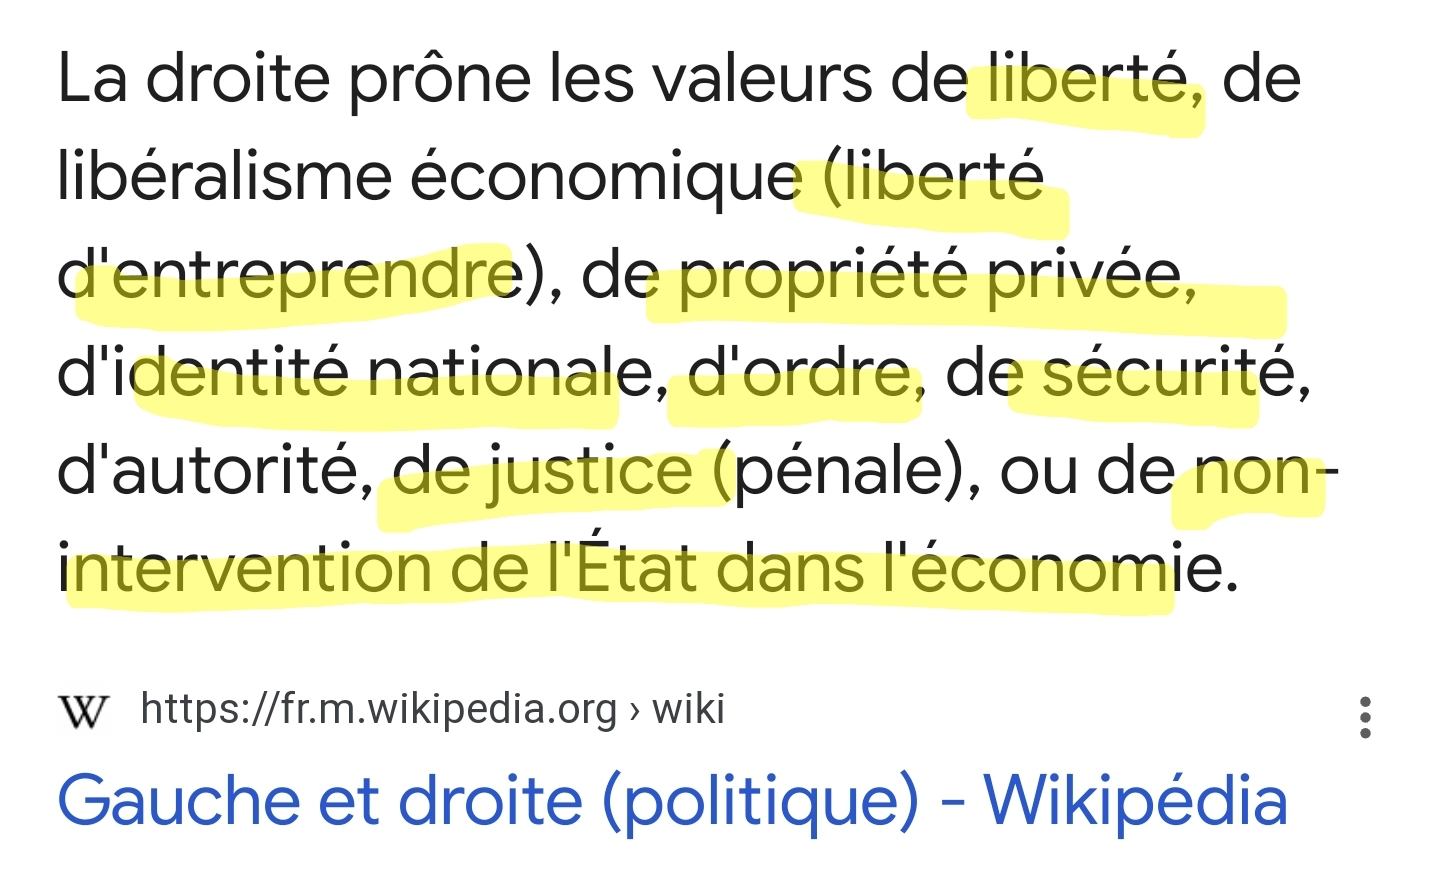 La droite prône les valeurs de liberté, de
libéralisme économique (liberté
d'entreprendre), de propriété privée,
d'identité nationale, d'ordre, de sécurité,
d'autorité, de justice (pénale), ou de non-
intervention de l'État dans l'économie.
W https://fr.m.wikipedia.org › wiki
Gauche et droite (politique) - Wikipédia